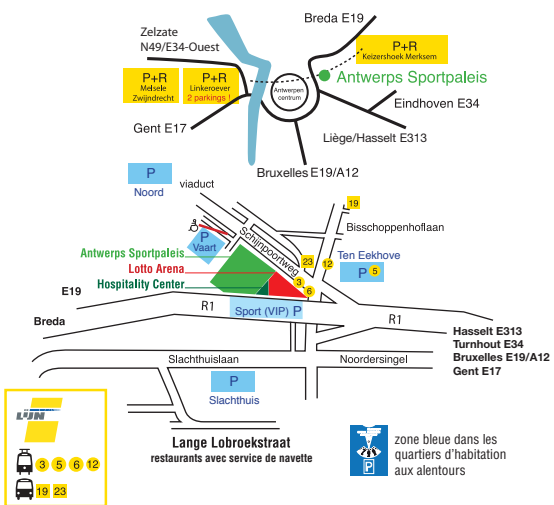 Breda E19
Zelzate
N49/E34-Ouest
P+R
Keizershoek Merksem
P+R
Melsele
Zwijndrecht
P+R
Linkeroever
2 parkings !
Antwerpen
centrum
Antwerps Sportpaleis
Eindhoven E34
Gent E17
Liège/Hasselt E313
Bruxelles E19/A12
P
Noord
viaduct
19
Bisschoppenhoflaan
P
Vaart
Schijnpoortweg
Antwerps Sportpaleis
Lotto Arena
Hospitality Center
23
12
Ten Eekhove
P 5
3
6
E19
R1
Sport (VIP) P
R1
Breda
Hasselt E313
Turnhout E34
Bruxelles E19/A12
Gent E17
Slachthuislaan
Noordersingel
P
Slachthuis
LIJN
3 5 6 12
19 23
Lange Lobroekstraat
restaurants avec service de navette
P
zone bleue dans les
quartiers d'habitation
aux alentours